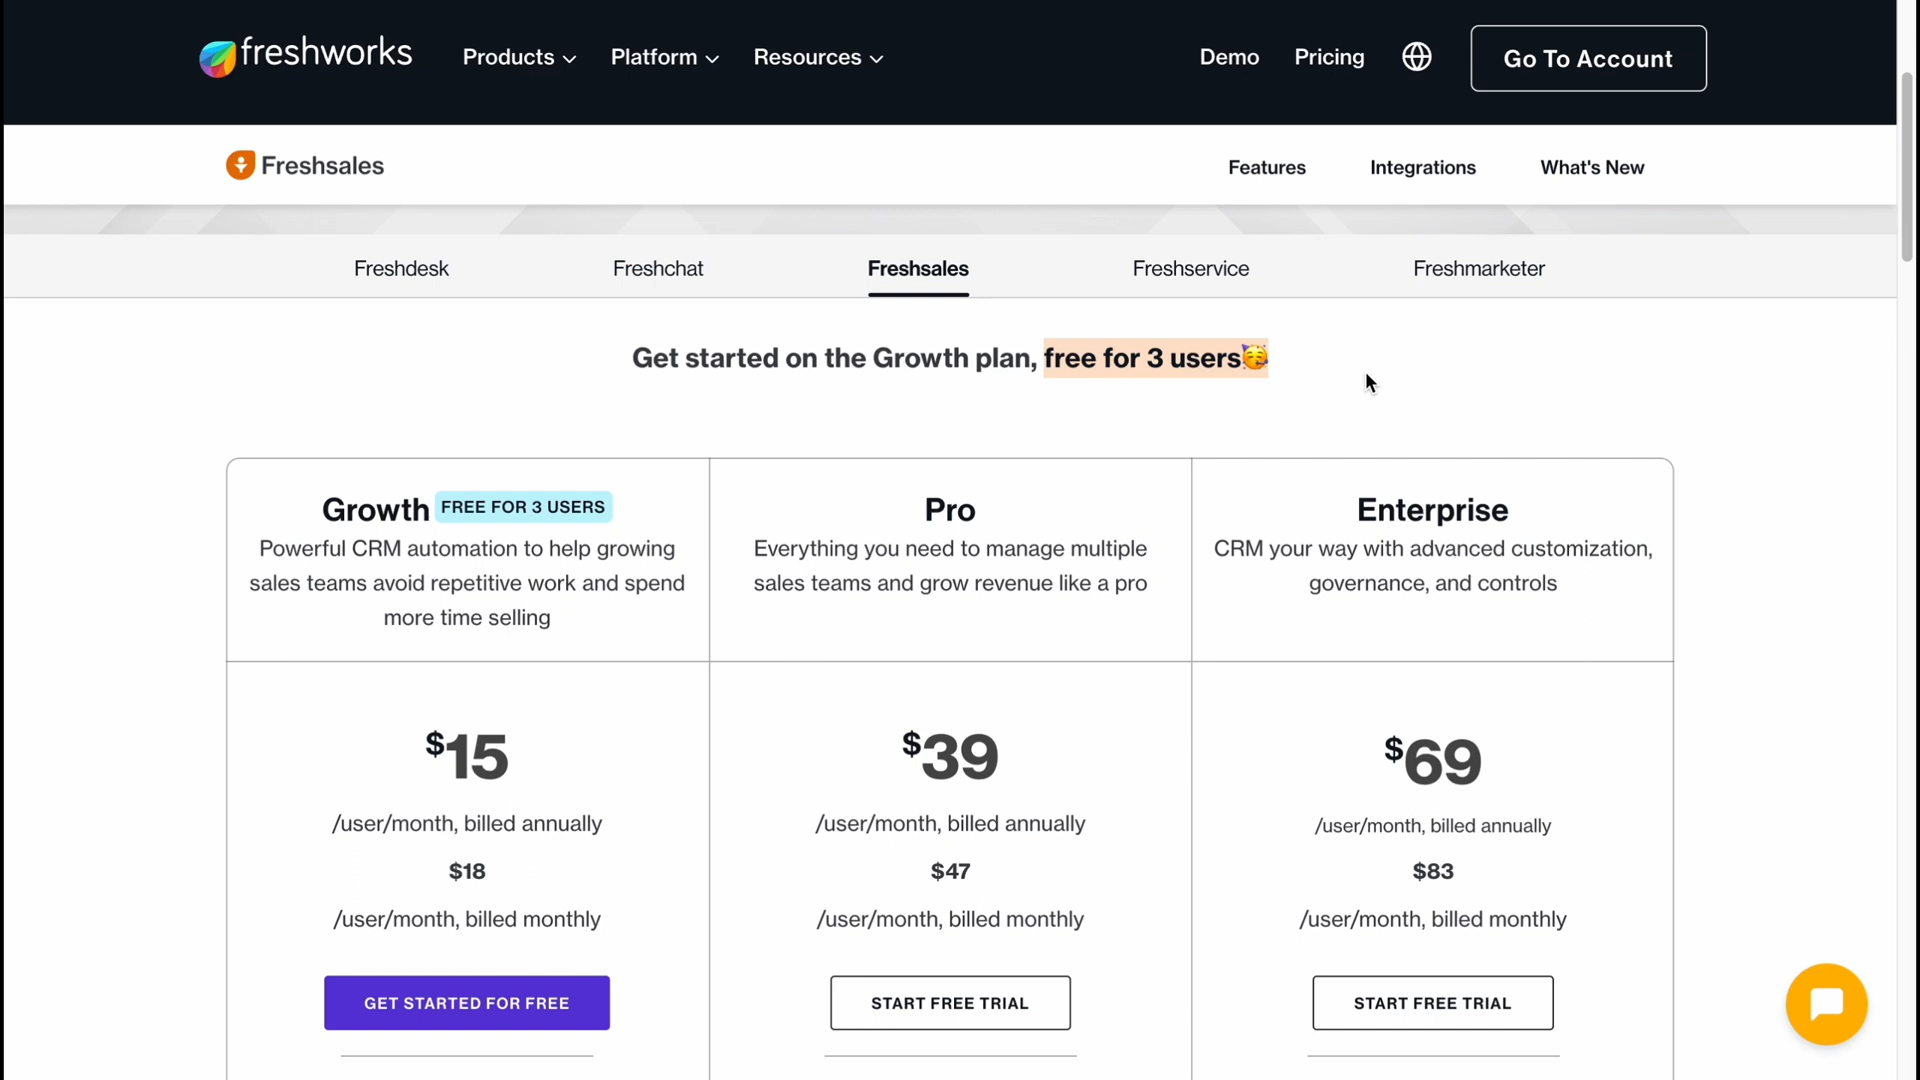 freshworks Products Platform Resources Demo Pricing Go To Account
Freshsales Features Integrations What's New
Freshdesk Freshchat Freshsales Freshservice Freshmarketer
Get started on the Growth plan, free for 3 users🥳
Growth FREE FOR 3 USERS
Powerful CRM automation to help growing
sales teams avoid repetitive work and spend
more time selling
$15
/user/month, billed annually
$18
/user/month, billed monthly
GET STARTED FOR FREE
Pro
Everything you need to manage multiple
sales teams and grow revenue like a pro
$39
/user/month, billed annually
$47
/user/month, billed monthly
START FREE TRIAL
Enterprise
CRM your way with advanced customization,
governance, and controls
$69
/user/month, billed annually
$83
/user/month, billed monthly
START FREE TRIAL